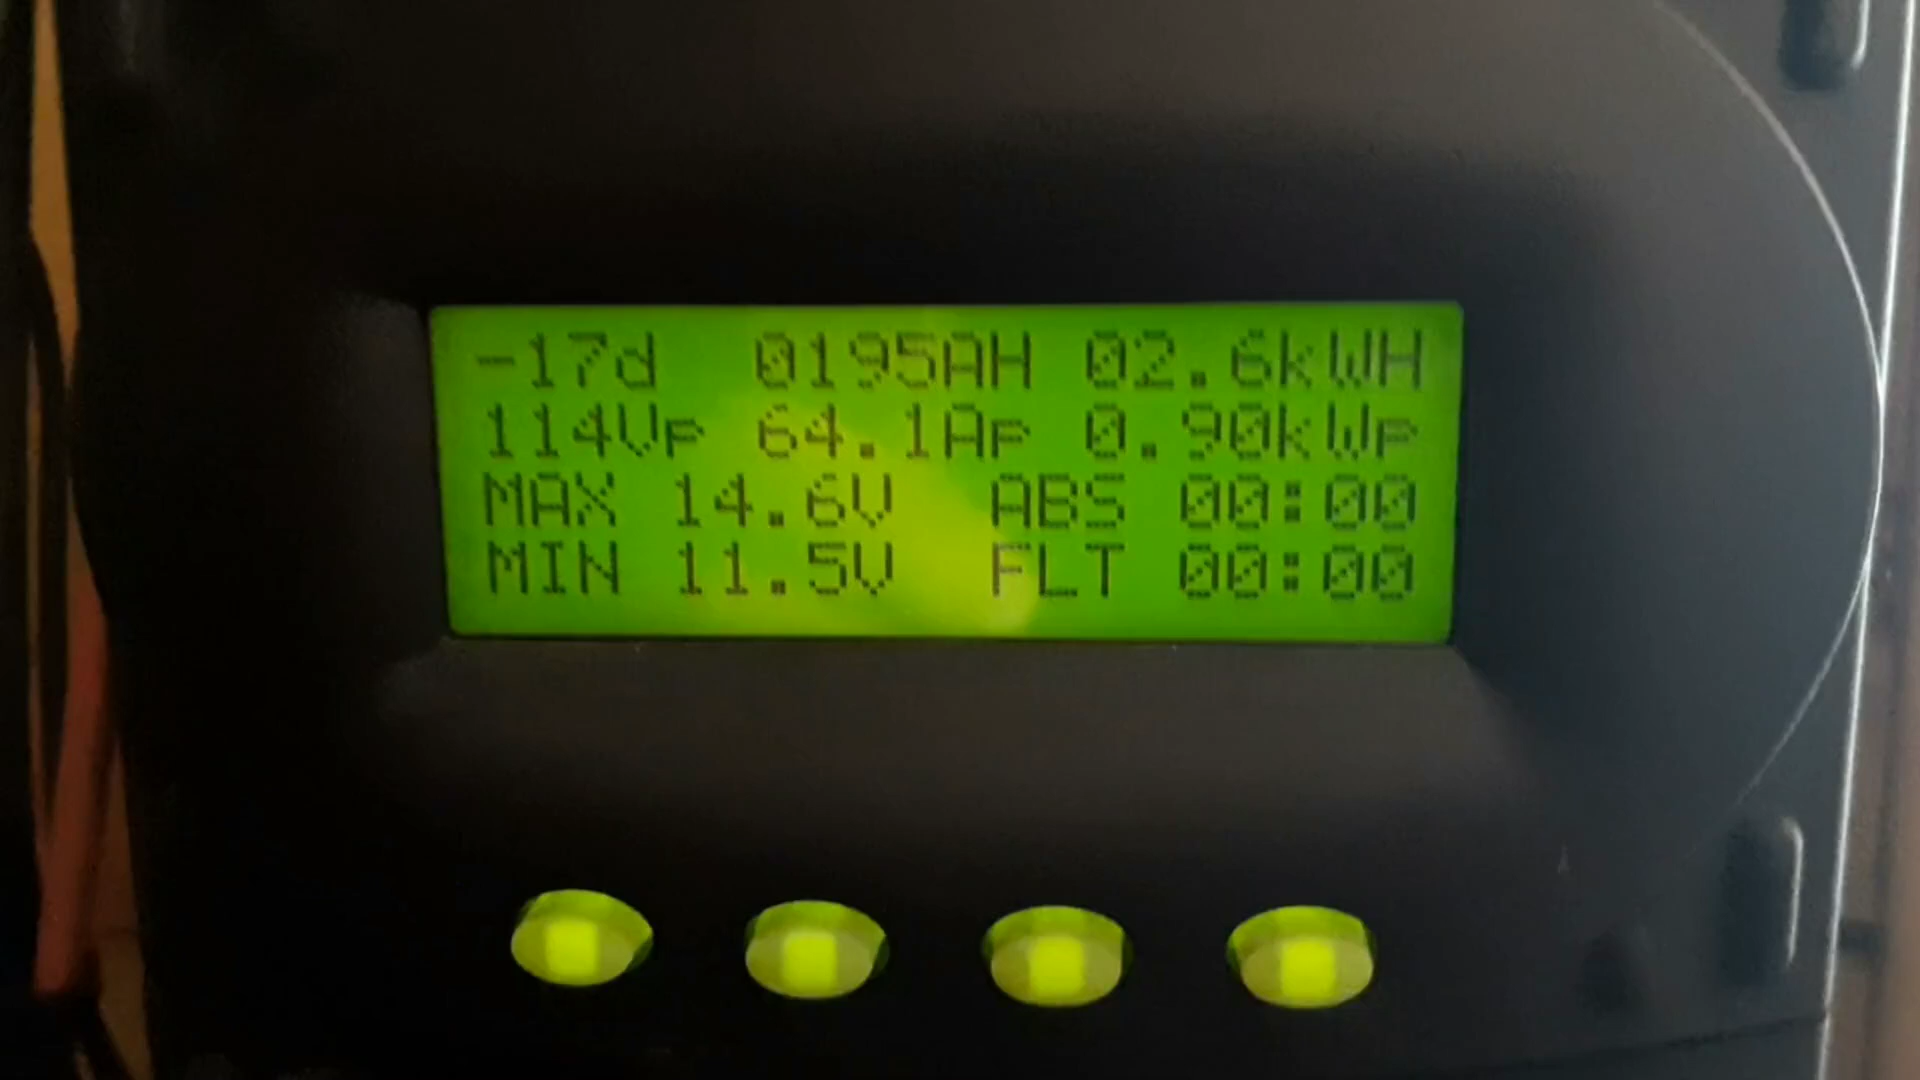 -17d 0195AH 02.6kWH
114Vp 64.1Ap 0.90kWp
MAX 14.6V ABS 00:00
MIN 11.5V FLT 00:00